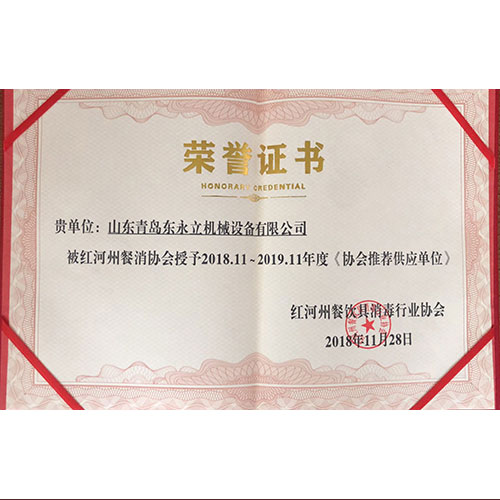 荣誉证书
HONORARY CREDENTIAL
贵单位：山东青岛东永立机械设备有限公司
被红河州餐消协会授予2018.11~2019.11年度《协会推荐供应单位》
红河州餐饮具消毒行业协会
2018年11月28日